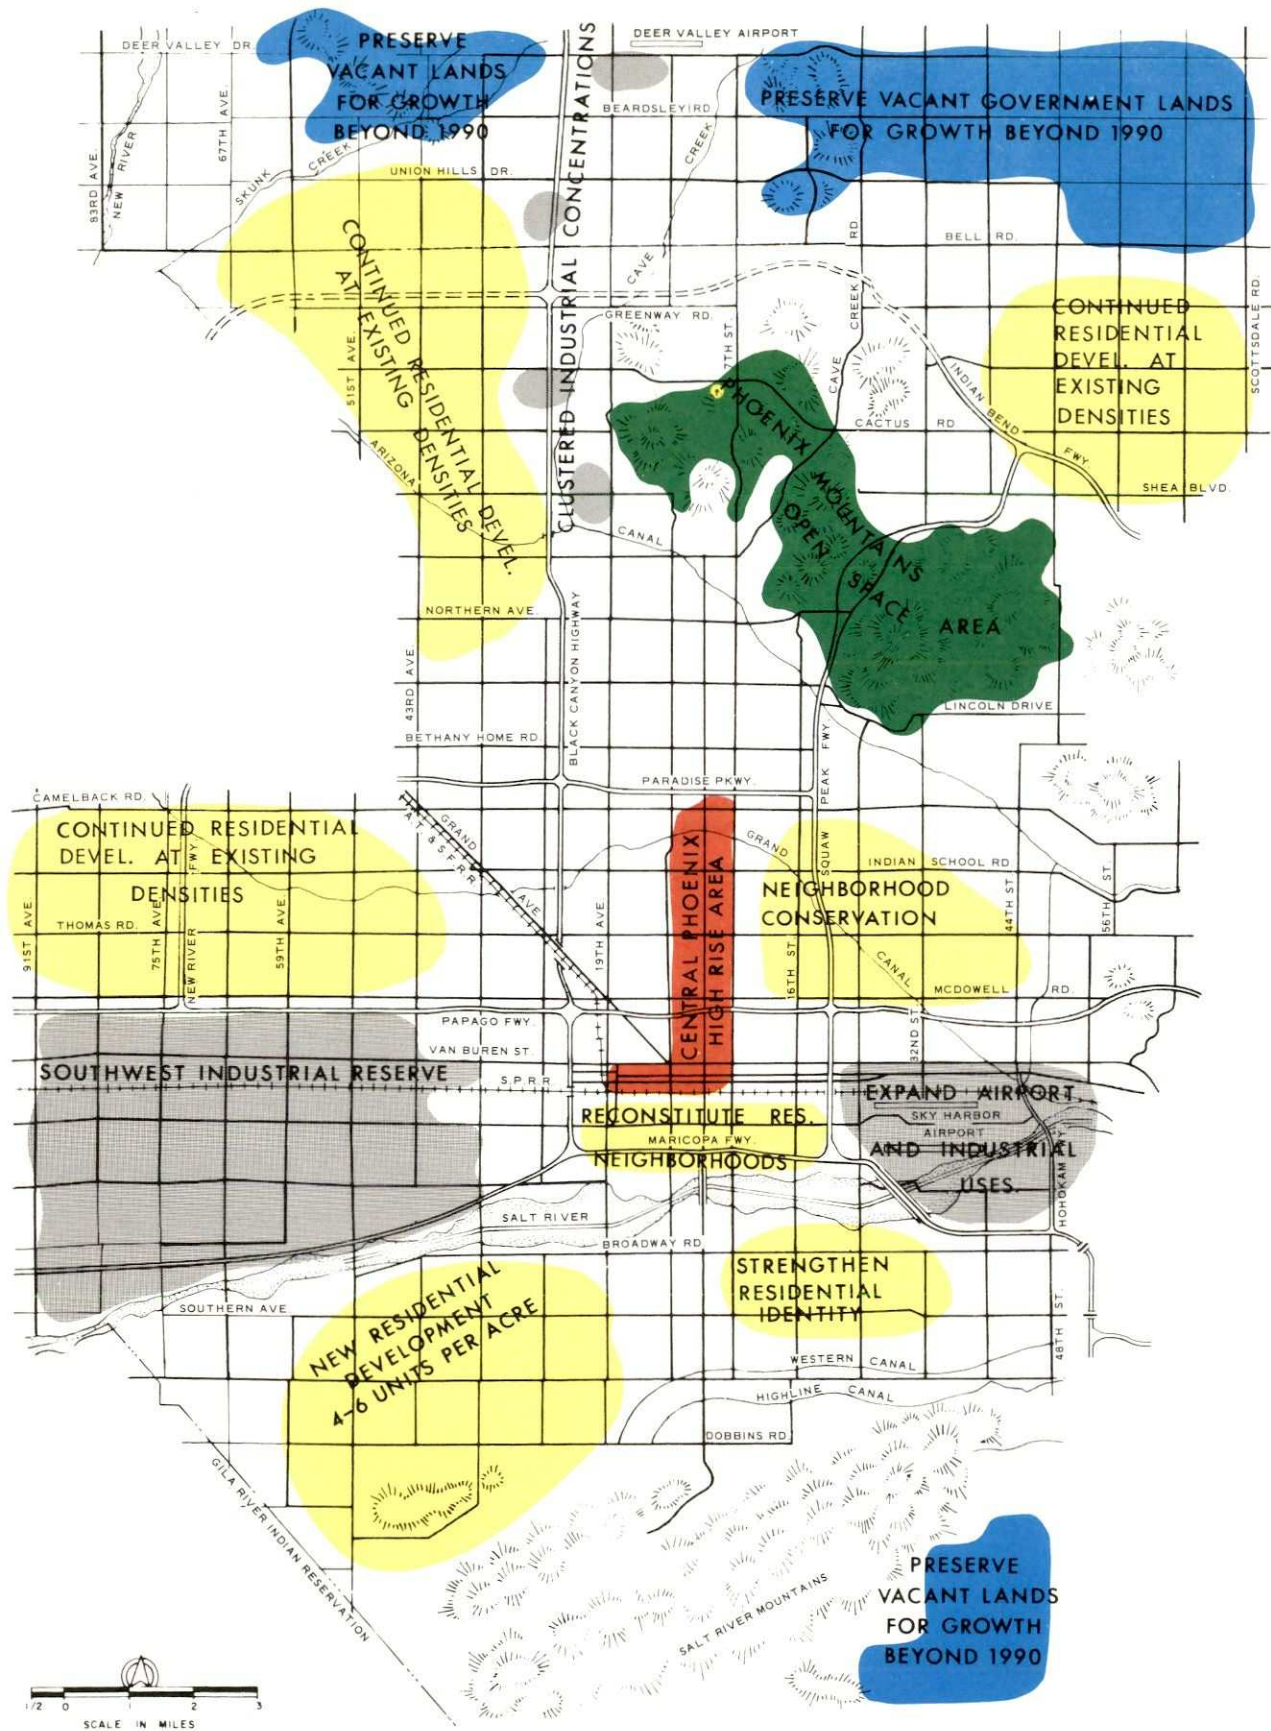 DEER VALLEY DR.
PRESERVE
VACANT LANDS
FOR GROWTH
BEYOND 1990
DEER VALLEY AIRPORT
PRESERVE VACANT GOVERNMENT LANDS
FOR GROWTH BEYOND 1990
BEARDSLEY RD
67TH AVE.
83RD AVE.
NEW RIVER
SKUNK CREEK
UNION HILLS DR.
CLUSTERED INDUSTRIAL CONCENTRATIONS
CAVE CREEK
CAVE CREEK RD
BELL RD.
SCOTTSDALE RD.
CONTINUED RESIDENTIAL DEVEL.
AT EXISTING DENSITIES
GREENWAY RD.
7TH ST.
51ST AVE.
CONTINUED
RESIDENTIAL
DEVEL. AT
EXISTING
DENSITIES
INDIAN BEND FWY
CACTUS RD
SHEA BLVD.
PHOENIX MOUNTAINS
OPEN SPACE
AREA
ARIZONA CANAL
NORTHERN AVE.
43RD AVE
BLACK CANYON HIGHWAY
LINCOLN DRIVE
BETHANY HOME RD.
PARADISE PKWY.
SQUAW PEAK FWY.
CAMELBACK RD.
CONTINUED RESIDENTIAL
DEVEL. AT EXISTING
DENSITIES
GRAND AVE
A.T. & S.F. R.R.
GRAND CANAL
INDIAN SCHOOL RD
NEIGHBORHOOD
CONSERVATION
44TH ST.
56TH ST.
THOMAS RD.
91ST AVE.
75TH AVE.
NEW RIVER FWY
59TH AVE.
19TH AVE.
CENTRAL PHOENIX
HIGH RISE AREA
16TH ST.
MCDOWELL RD.
32ND ST.
PAPAGO FWY.
VAN BUREN ST.
S.P.R.R.
SOUTHWEST INDUSTRIAL RESERVE
RECONSTITUTE RES.
MARICOPA FWY.
NEIGHBORHOODS
EXPAND AIRPORT
SKY HARBOR
AIRPORT
AND INDUSTRIAL
USES.
HOHOKAM
SALT RIVER
BROADWAY RD
SOUTHERN AVE
STRENGTHEN
RESIDENTIAL
IDENTITY
NEW RESIDENTIAL
DEVELOPMENT
4-6 UNITS PER ACRE
48TH ST.
WESTERN CANAL
HIGHLINE CANAL
DOBBINS RD.
GILA RIVER INDIAN RESERVATION
SALT RIVER MOUNTAINS
PRESERVE
VACANT LANDS
FOR GROWTH
BEYOND 1990
1/2 0 1 2 3
SCALE IN MILES